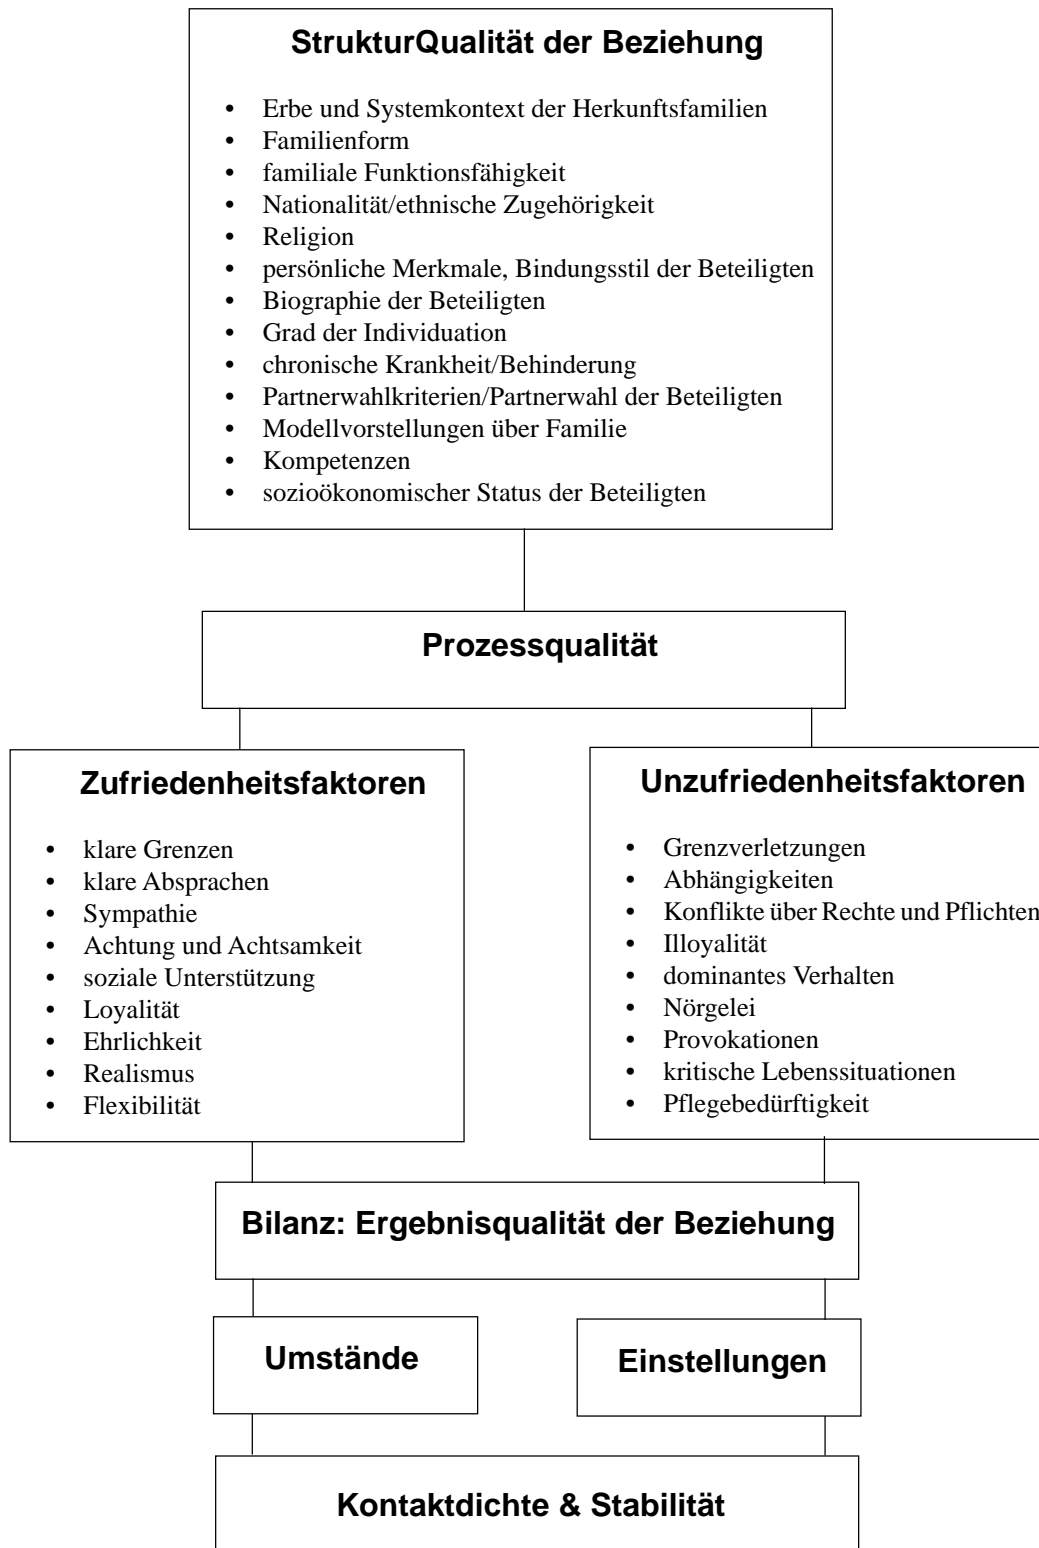 StrukturQualität der Beziehung
• Erbe und Systemkontext der Herkunftsfamilien
• Familienform
• familiale Funktionsfähigkeit
• Nationalität/ethnische Zugehörigkeit
• Religion
• persönliche Merkmale, Bindungsstil der Beteiligten
• Biographie der Beteiligten
• Grad der Individuation
• chronische Krankheit/Behinderung
• Partnerwahlkriterien/Partnerwahl der Beteiligten
• Modellvorstellungen über Familie
• Kompetenzen
• sozioökonomischer Status der Beteiligten
Prozessqualität
Zufriedenheitsfaktoren
• klare Grenzen
• klare Absprachen
• Sympathie
• Achtung und Achtsamkeit
• soziale Unterstützung
• Loyalität
• Ehrlichkeit
• Realismus
• Flexibilität
Unzufriedenheitsfaktoren
• Grenzverletzungen
• Abhängigkeiten
• Konflikte über Rechte und Pflichten
• Illoyalität
• dominantes Verhalten
• Nörgelei
• Provokationen
• kritische Lebenssituationen
• Pflegebedürftigkeit
Bilanz: Ergebnisqualität der Beziehung
Umstände
Einstellungen
Kontaktdichte & Stabilität